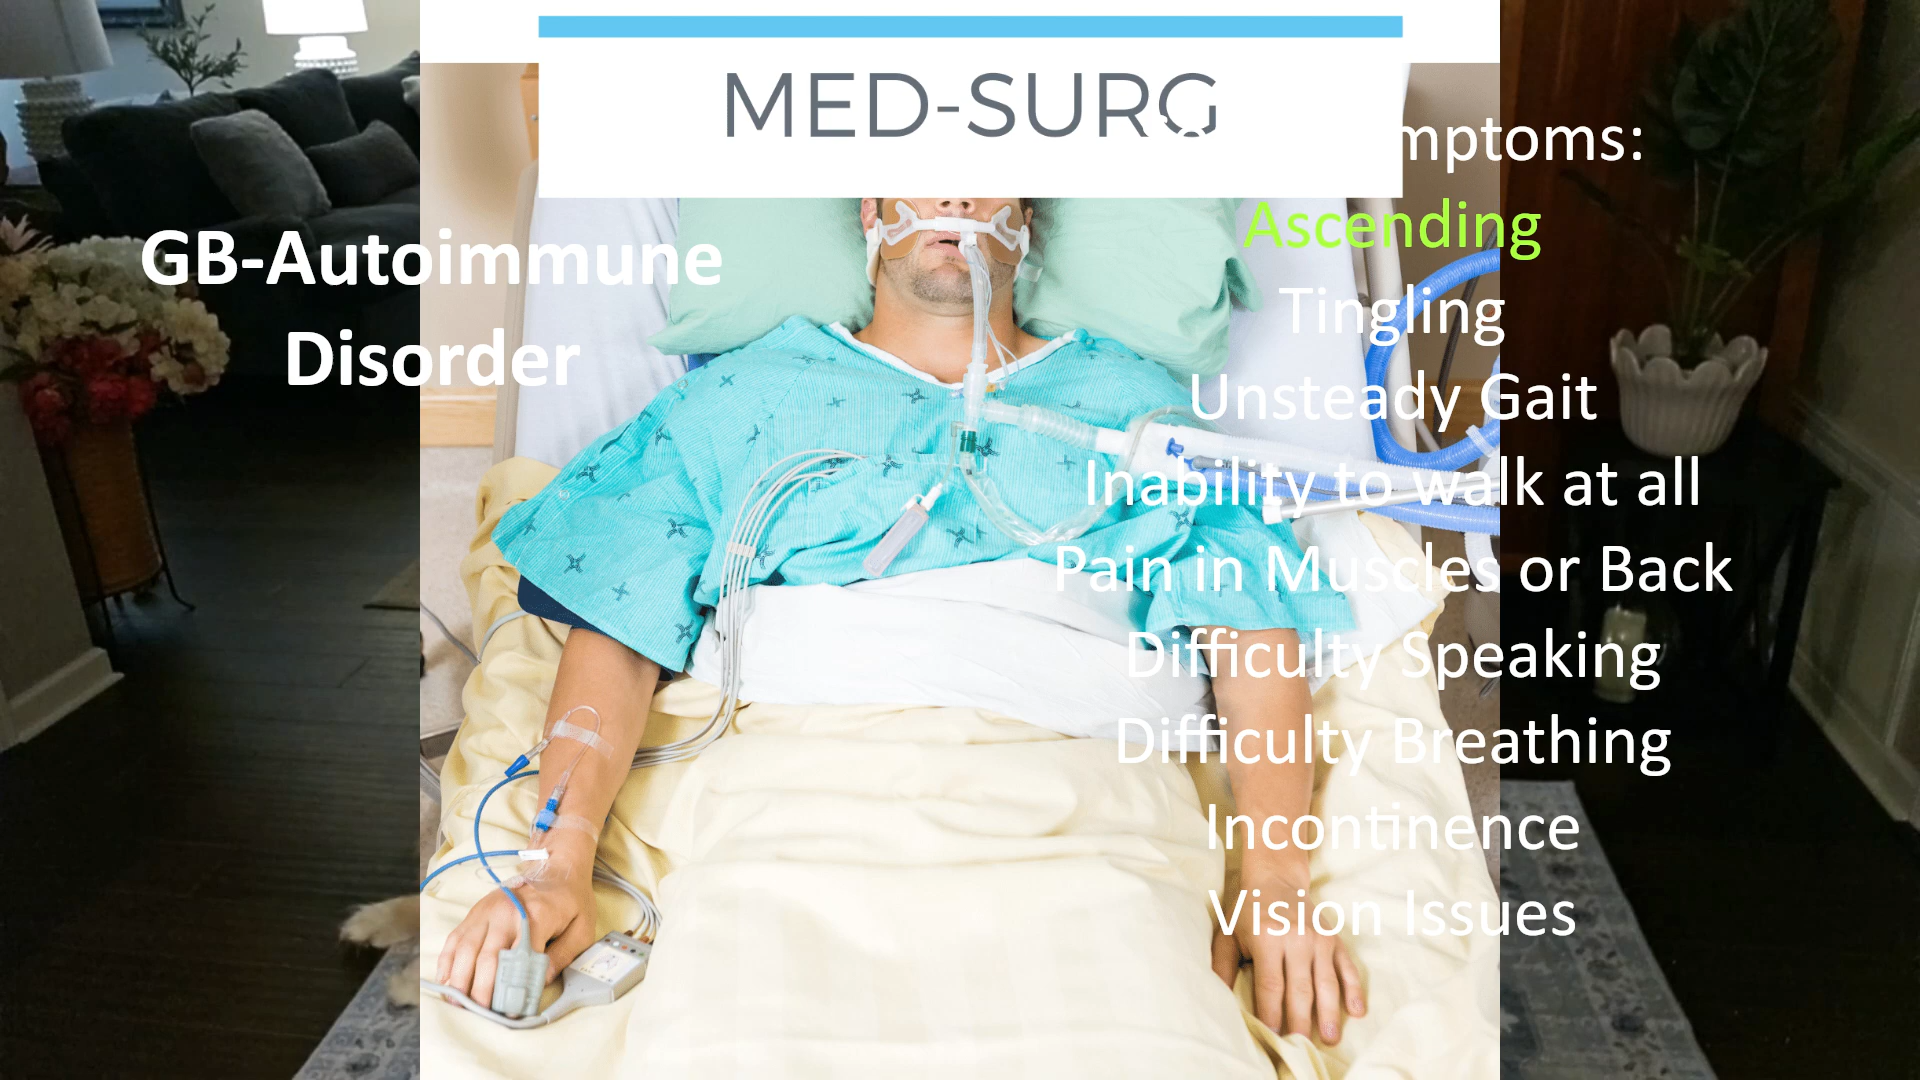 MED-SURG
GB-Autoimmune
Disorder
mptoms:
Ascending
Tingling
Unsteady Gait
Inability to walk at all
Pain in Muscles or Back
Difficulty Speaking
Difficulty Breathing
Incontinence
Vision Issues